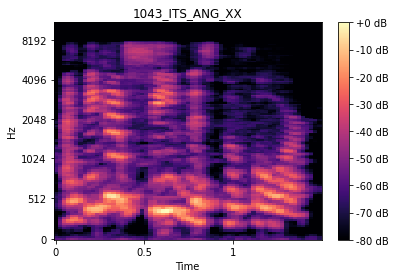 1043_ITS_ANG_XX
8192
4096
2048
1024
512
0
Hz
0
0.5
1
Time
+0 dB
-10 dB
-20 dB
-30 dB
-40 dB
-50 dB
-60 dB
-70 dB
-80 dB